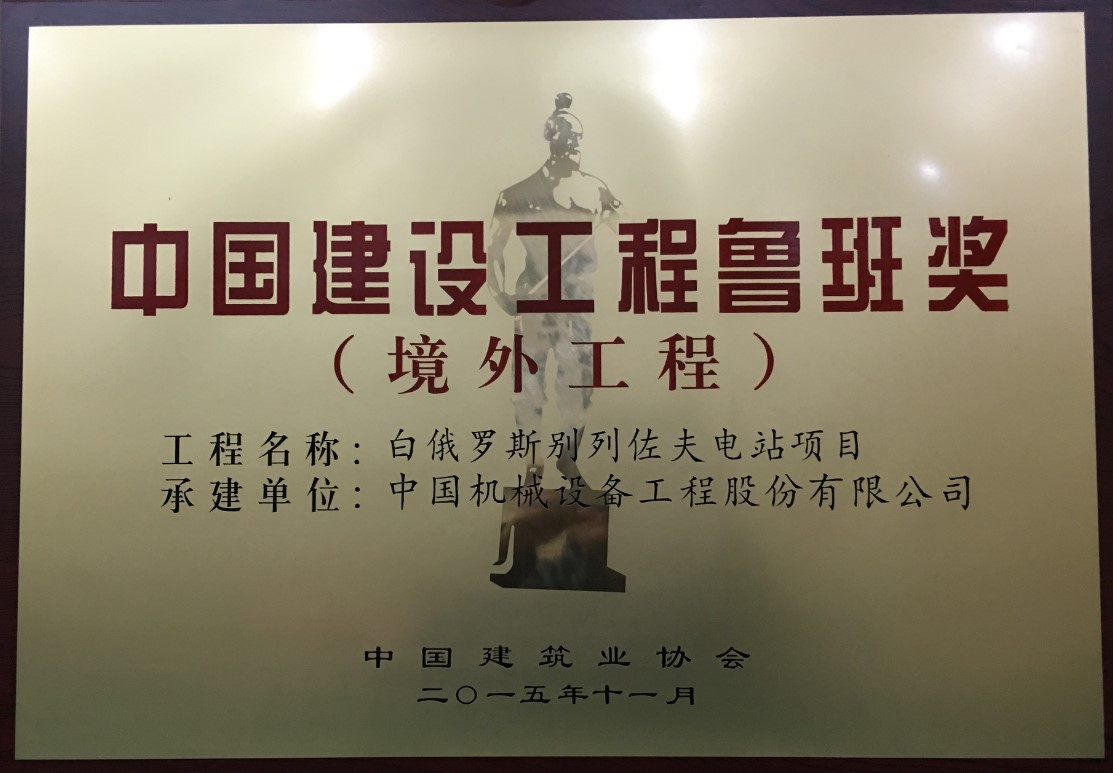 中国建设工程鲁班奖
（境外工程）
工程名称：白俄罗斯别列佐夫电站项目
承建单位：中国机械设备工程股份有限公司
中国建筑业协会
二〇一五年十一月